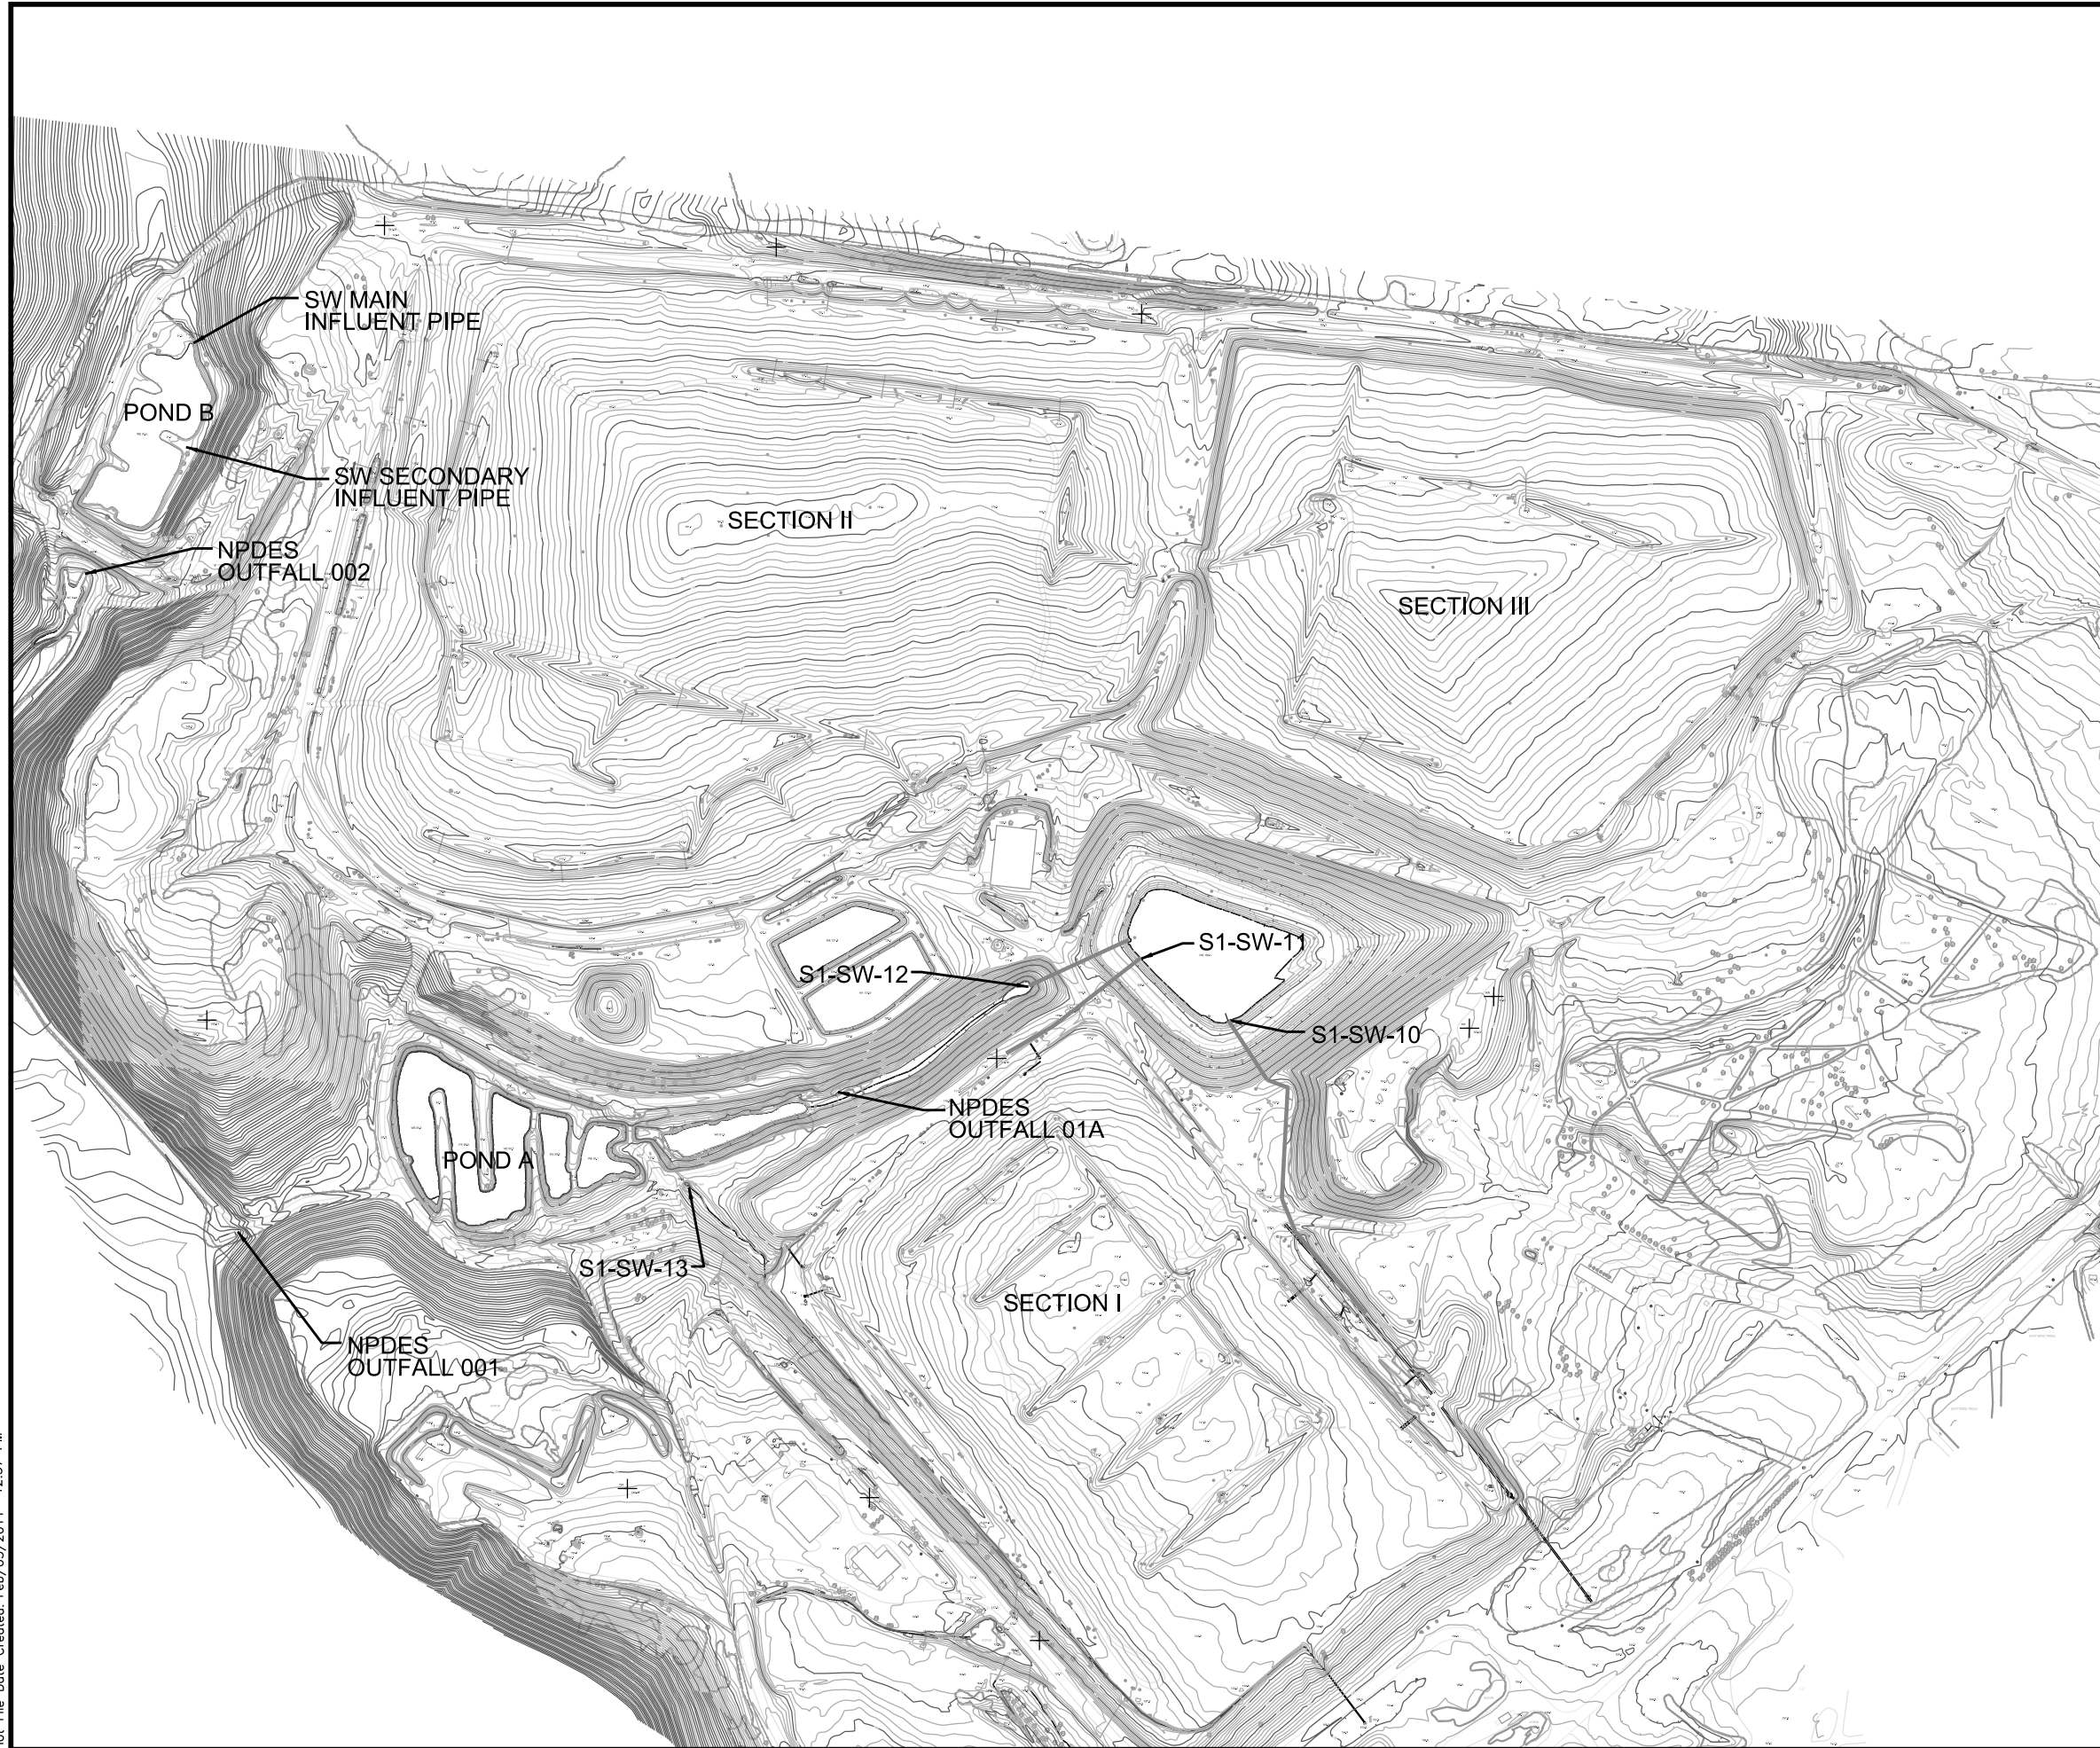 SW MAIN
INFLUENT PIPE
POND B
SW SECONDARY
INFLUENT PIPE
SECTION II
NPDES
OUTFALL 002
SECTION III
S1-SW-11
S1-SW-12
S1-SW-10
NPDES
OUTFALL 01A
POND A
S1-SW-13
SECTION I
NPDES
OUTFALL 001